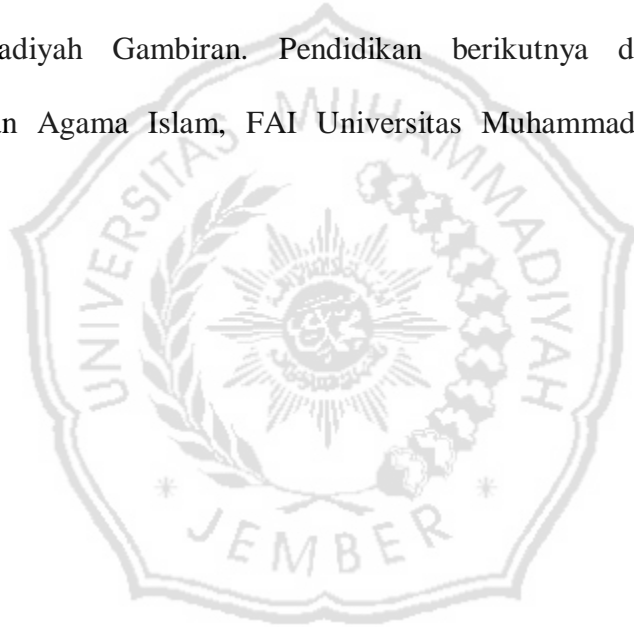 adiyah Gambiran. Pendidikan berikutnya d
n Agama Islam, FAI Universitas Muhammad
UNIVERSITAS MUHAMMADIYAH
JEMBER